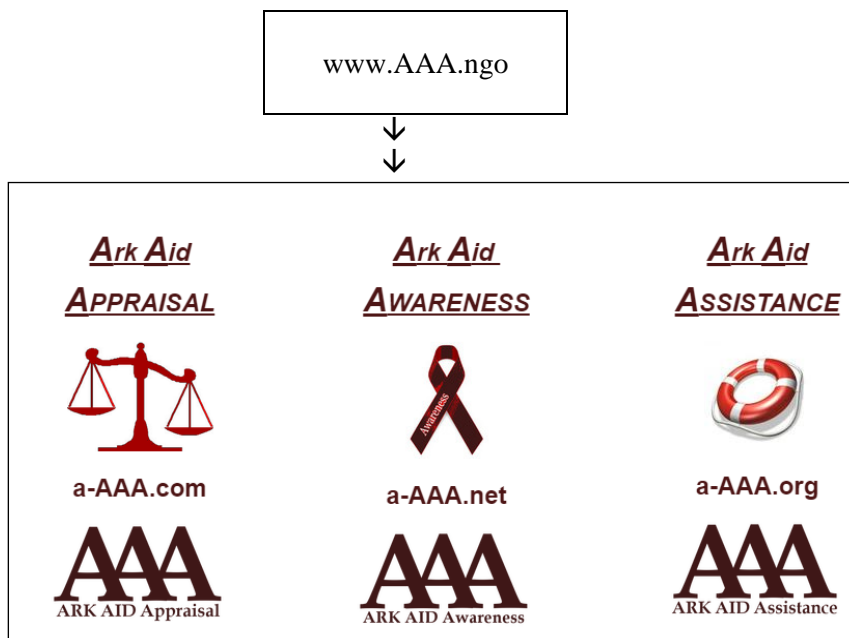 www.AAA.ngo
Ark Aid
APPRAISAL
a-AAA.com
AAA
ARK AID Appraisal
Ark Aid
AWARENESS
Awareness
a-AAA.net
AAA
ARK AID Awareness
Ark Aid
ASSISTANCE
a-AAA.org
AAA
ARK AID Assistance